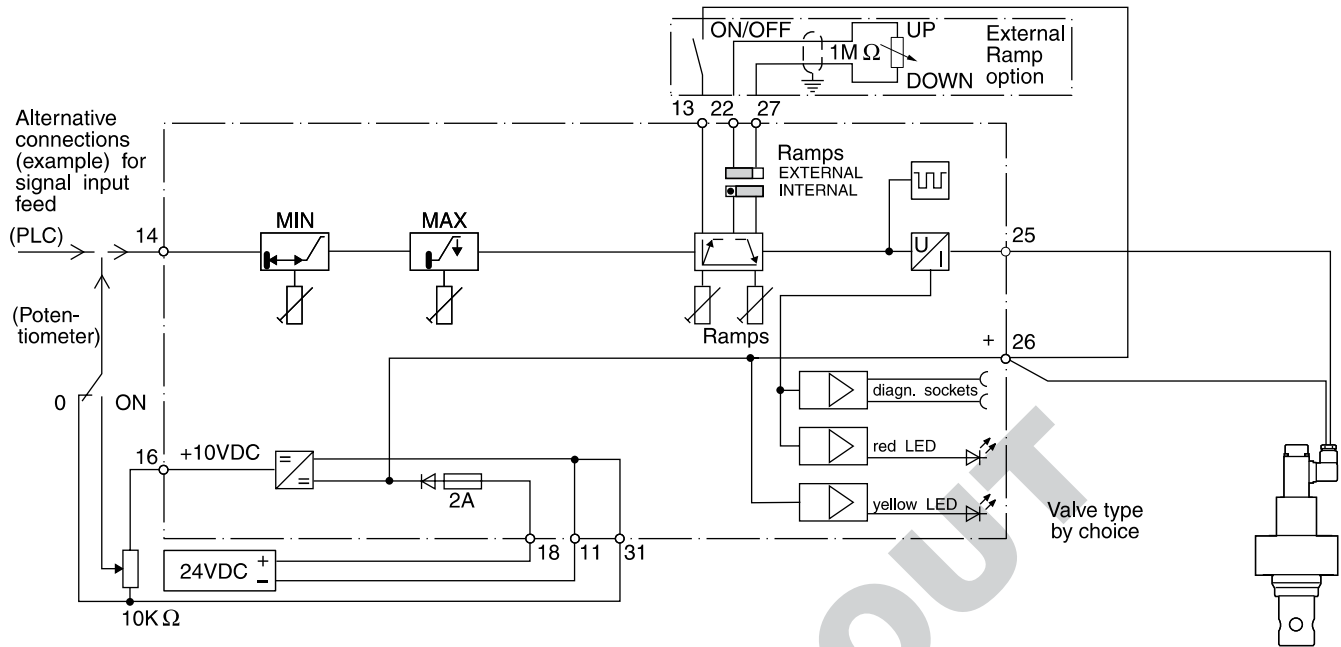 ON/OFF
UP
1M Ω
DOWN
External
Ramp
option
13
22
27
Alternative
connections
(example) for
signal input
feed
(PLC)
14
MIN
MAX
Ramps
EXTERNAL
INTERNAL
U
I
25
(Poten-
tiometer)
Ramps
+
26
0
ON
diagn. sockets
16
+10VDC
=
=
2A
red LED
yellow LED
Valve type
by choice
18
11
31
24VDC
+
−
10K Ω
OUT